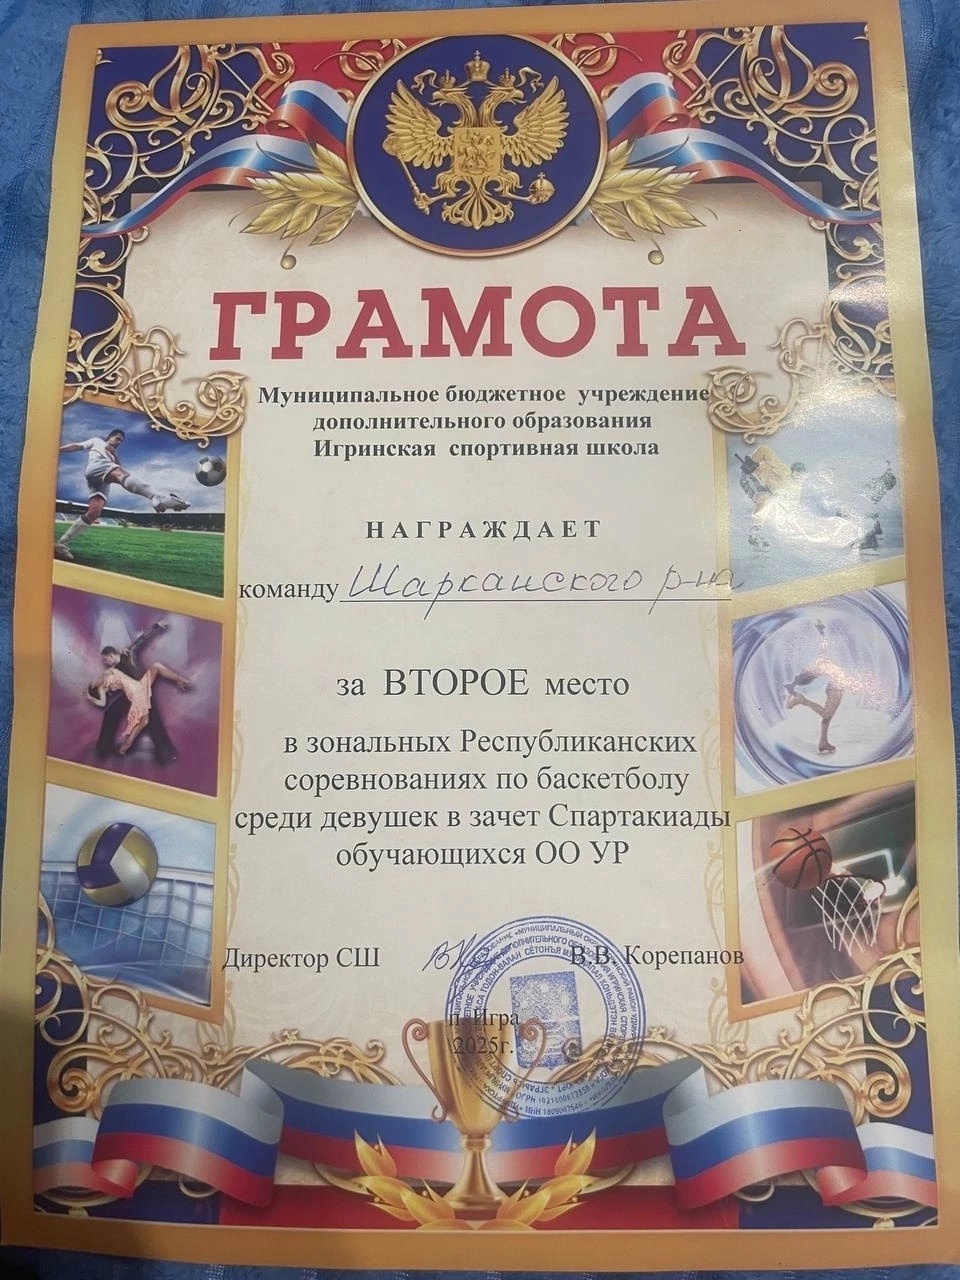 ГРАМОТА
Муниципальное бюджетное учреждение
дополнительного образования
Игринская спортивная школа
НАГРАЖДАЕТ
команду Шарканского р-на
за ВТОРОЕ место
в зональных Республиканских
соревнованиях по баскетболу
среди девушек в зачет Спартакиады
обучающихся ОО УР
Директор СШ В.В. Корепанов
п. Игра
2025г.